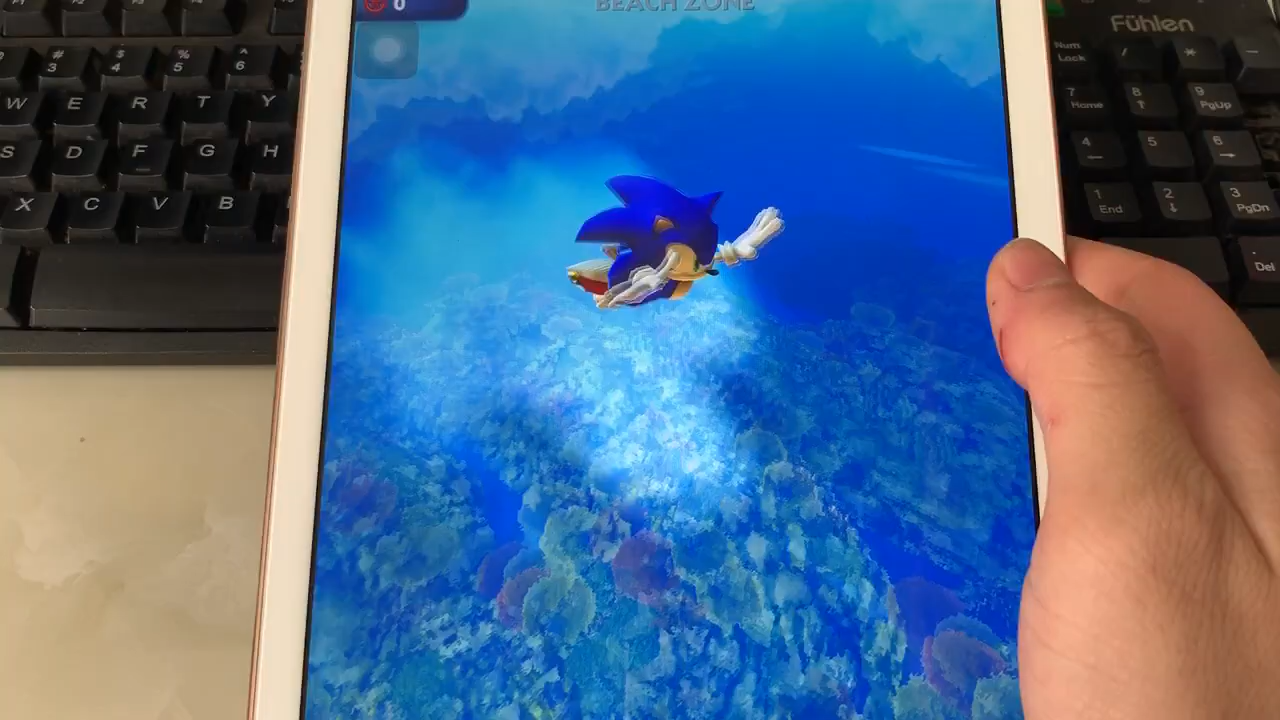 0
BEACH ZONE
Fühlen
# 3
$ 4
% 5
^ 6
W E R T Y
S D F G H
X C V B
Num Lock
/ * -
7 Home
8 ↑
9 PgUp
4 ←
5
6 →
1 End
2 ↓
3 PgDn
Del